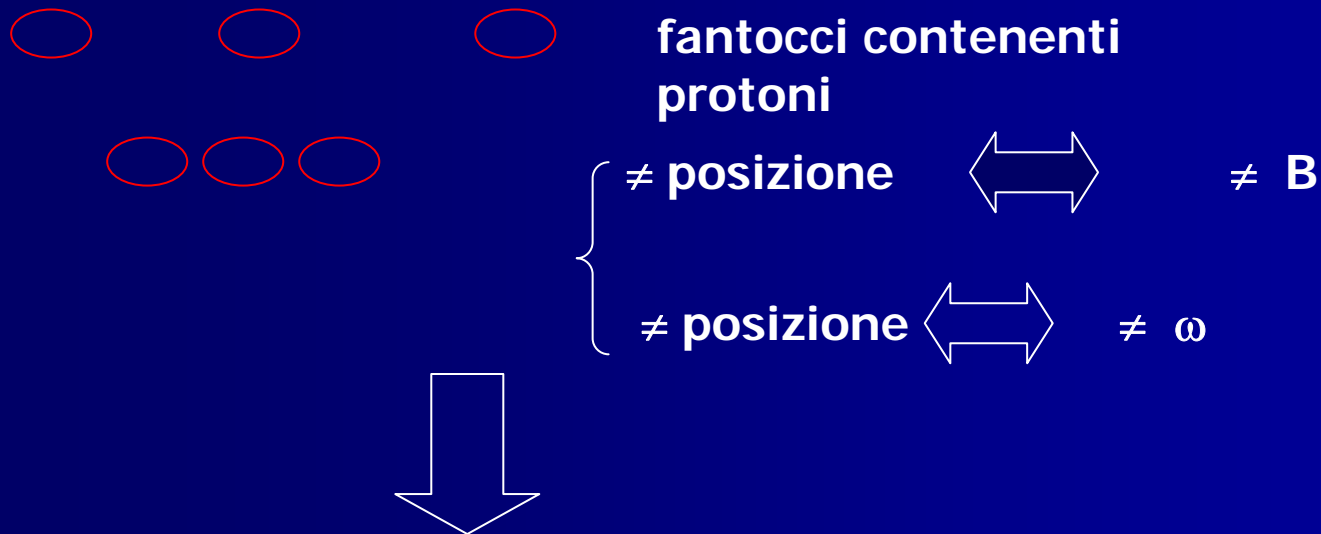 fantocci contenenti
protoni
≠ posizione ≠ B
≠ posizione ≠ ω